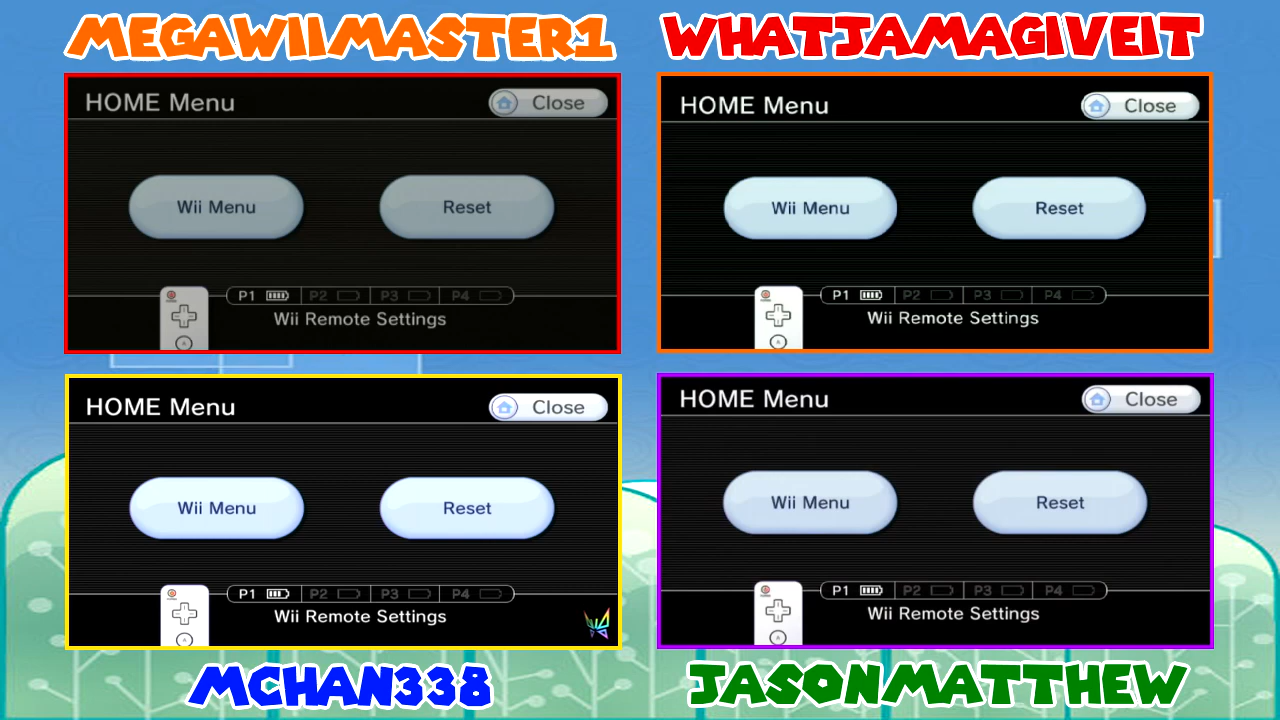 MEGAWIIMASTER1
WHATJAMAGIVEIT
HOME Menu
Close
Wii Menu
Reset
P1 P2 P3 P4
Wii Remote Settings
HOME Menu
Close
Wii Menu
Reset
P1 P2 P3 P4
Wii Remote Settings
HOME Menu
Close
Wii Menu
Reset
P1 P2 P3 P4
Wii Remote Settings
HOME Menu
Close
Wii Menu
Reset
P1 P2 P3 P4
Wii Remote Settings
MCHAN338
JASONMATTHEW